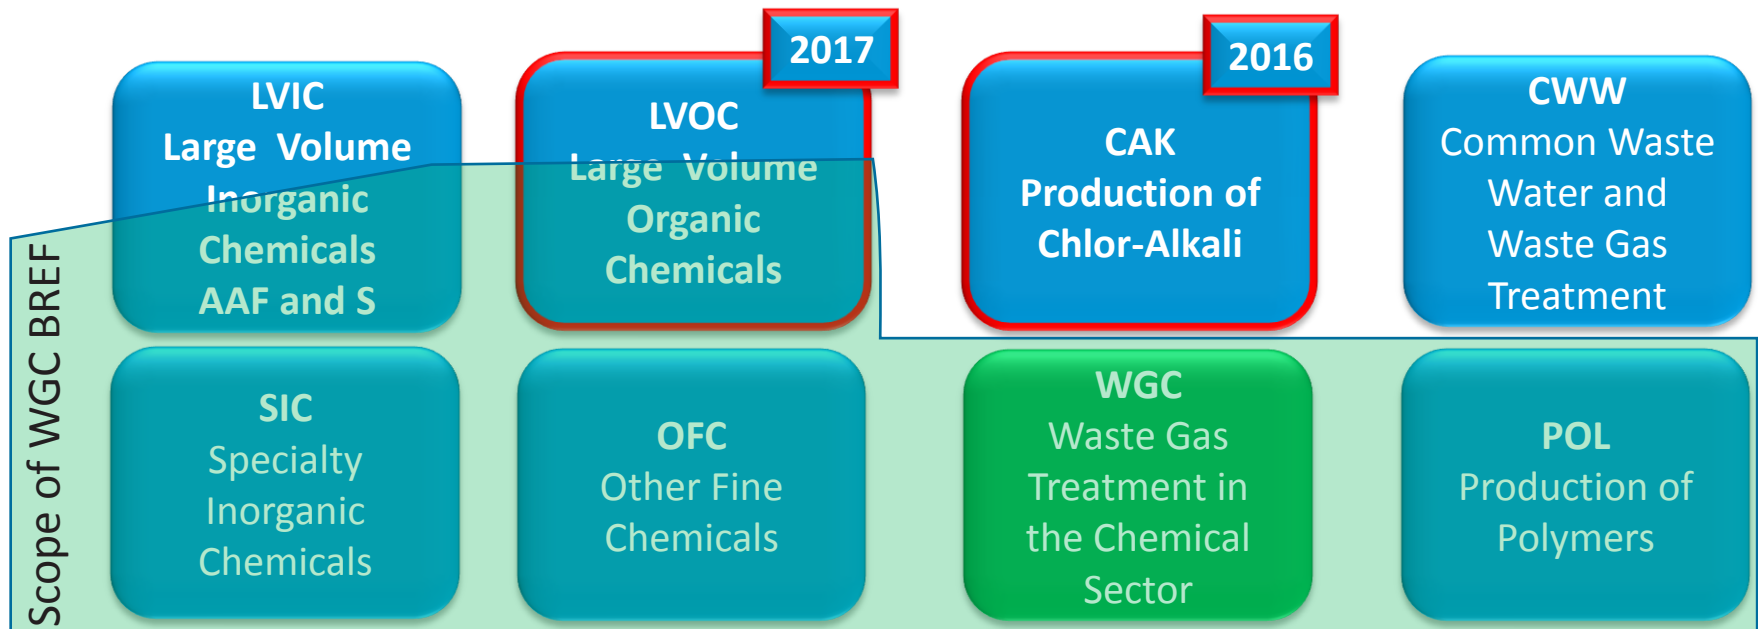 Scope of WGC BREF
LVIC
Large Volume
Inorganic
Chemicals
AAF and S
2017
LVOC
Large Volume
Organic
Chemicals
2016
CAK
Production of
Chlor-Alkali
CWW
Common Waste
Water and
Waste Gas
Treatment
SIC
Specialty
Inorganic
Chemicals
OFC
Other Fine
Chemicals
WGC
Waste Gas
Treatment in
the Chemical
Sector
POL
Production of
Polymers